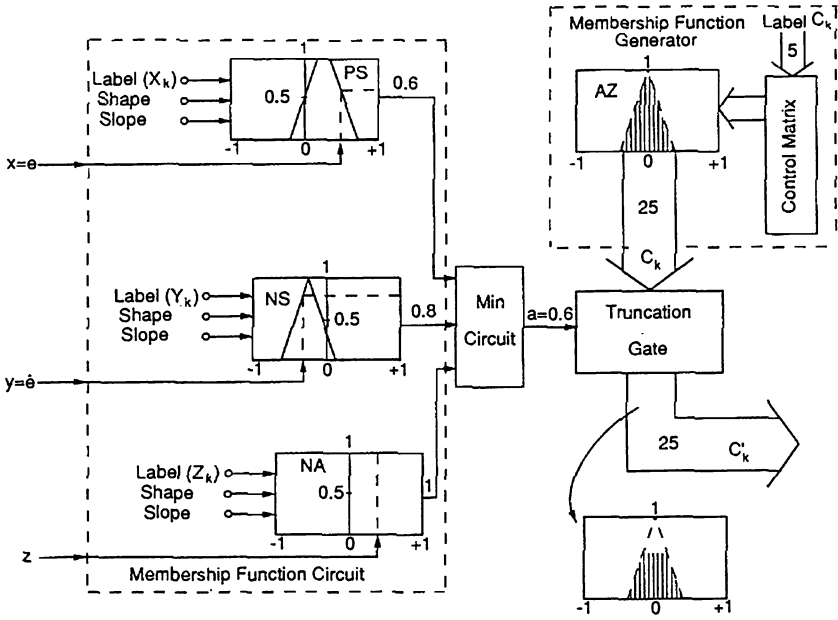 Membership Function
Generator
Label C_k
5
1
AZ
-1 0 +1
Control Matrix
25
C_k
Label (X_k)
Shape
Slope
1
PS
0.5
-1 0 +1
0.6
x=e
Label (Y_k)
Shape
Slope
1
NS
0.5
-1 0 +1
0.8
y=ė
Label (Z_k)
Shape
Slope
1
NA
0.5
-1 0 +1
1
z
Membership Function Circuit
Min
Circuit
a=0.6
Truncation
Gate
25
C'_k
1
-1 0 +1